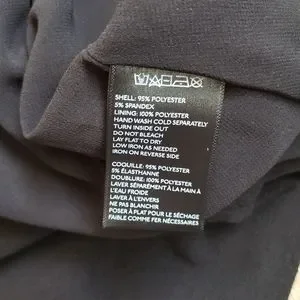 SHELL: 95% POLYESTER
5% SPANDEX
LINING: 100% POLYESTER
HAND WASH COLD SEPARATELY
TURN INSIDE OUT
DO NOT BLEACH
LAY FLAT TO DRY
LOW IRON AS NEEDED
IRON ON REVERSE SIDE
COQUILLE: 95% POLYESTER
5% ÉLASTHANNE
DOUBLURE: 100% POLYESTER
LAVER SÉPARÉMENT À LA MAIN À
L'EAU FROIDE
LAVER À L'ENVERS
NE PAS BLANCHIR
POSER À PLAT POUR LE SÉCHAGE
FAIBLE COMME FER NÉCESSAIRES